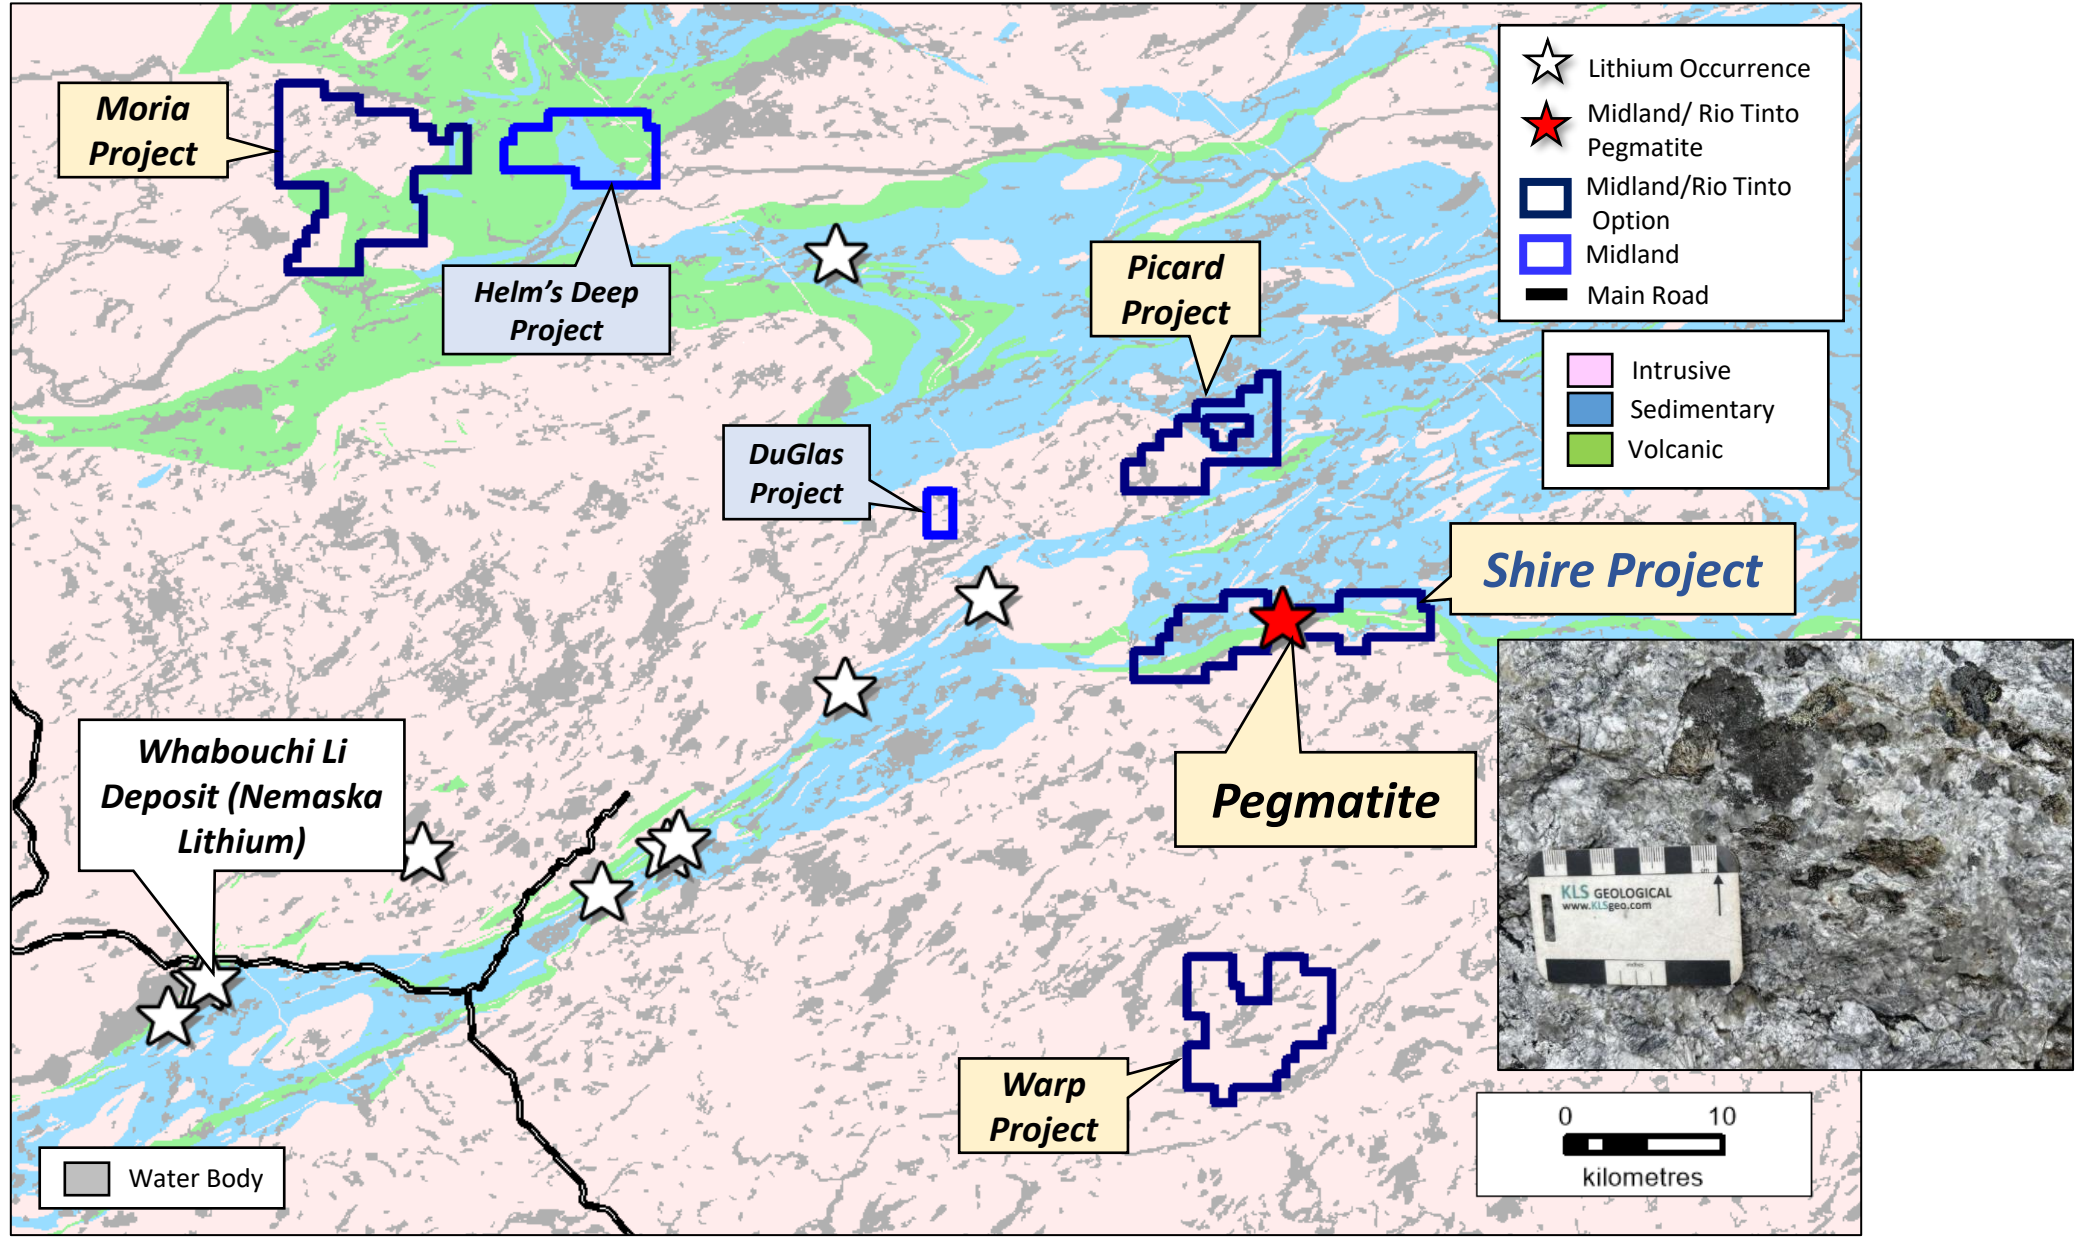 Moria
Project
Helm's Deep
Project
Picard
Project
DuGlas
Project
Shire Project
Pegmatite
Whabouchi Li
Deposit (Nemaska
Lithium)
Warp
Project
Water Body
Lithium Occurrence
Midland/ Rio Tinto
Pegmatite
Midland/Rio Tinto
Option
Midland
Main Road
Intrusive
Sedimentary
Volcanic
KLS GEOLOGICAL
www.KLSgeo.com
cm
inches
0 10
kilometres